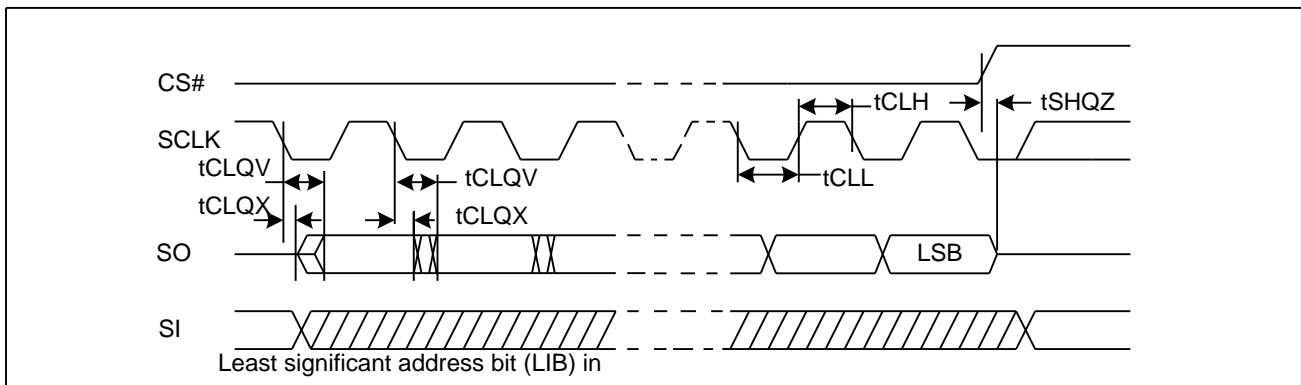 CS#
tCLH
tSHQZ
SCLK
tCLQV
tCLQV
tCLL
tCLQX
tCLQX
SO
LSB
SI
Least significant address bit (LIB) in